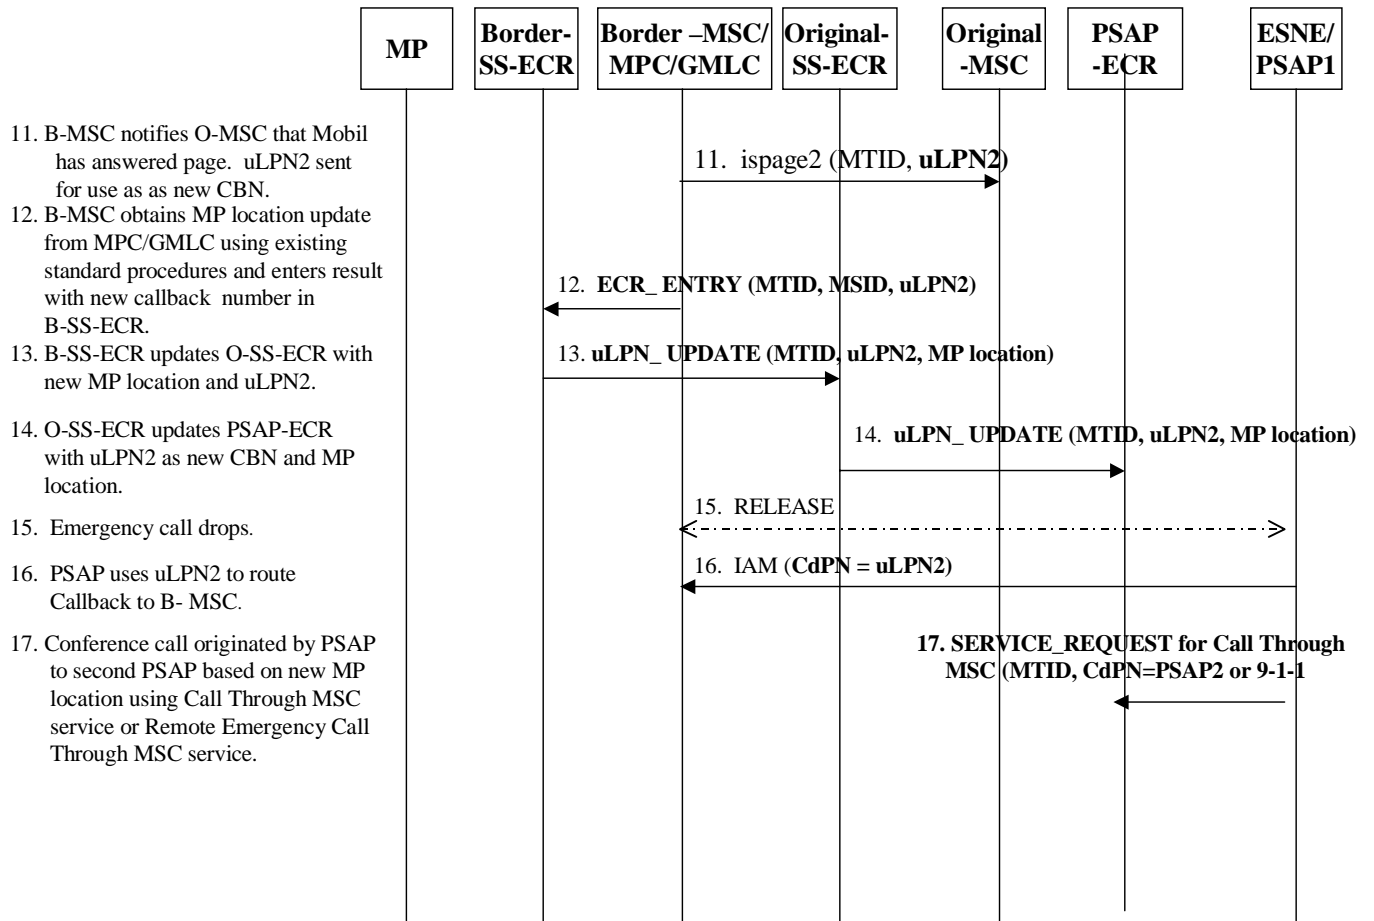 MP
Border-
SS-ECR
Border –MSC/
MPC/GMLC
Original-
SS-ECR
Original
-MSC
PSAP
-ECR
ESNE/
PSAP1
11. B-MSC notifies O-MSC that Mobil
has answered page. uLPN2 sent
for use as as new CBN.
11. ispage2 (MTID, uLPN2)
12. B-MSC obtains MP location update
from MPC/GMLC using existing
standard procedures and enters result
with new callback number in
B-SS-ECR.
12. ECR_ ENTRY (MTID, MSID, uLPN2)
13. B-SS-ECR updates O-SS-ECR with
new MP location and uLPN2.
13. uLPN_ UPDATE (MTID, uLPN2, MP location)
14. O-SS-ECR updates PSAP-ECR
with uLPN2 as new CBN and MP
location.
14. uLPN_ UPDATE (MTID, uLPN2, MP location)
15. Emergency call drops.
15. RELEASE
16. PSAP uses uLPN2 to route
Callback to B- MSC.
16. IAM (CdPN = uLPN2)
17. Conference call originated by PSAP
to second PSAP based on new MP
location using Call Through MSC
service or Remote Emergency Call
Through MSC service.
17. SERVICE_REQUEST for Call Through
MSC (MTID, CdPN=PSAP2 or 9-1-1